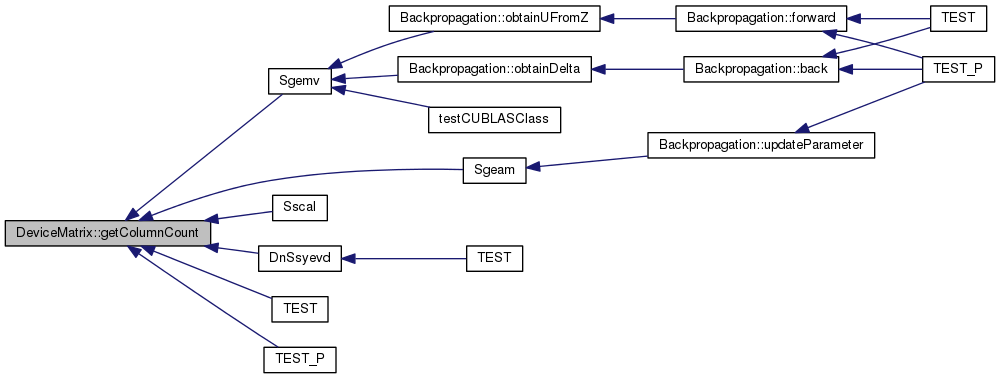 Backpropagation::obtainUFromZ
Backpropagation::forward
TEST
Sgemv
Backpropagation::obtainDelta
Backpropagation::back
TEST_P
testCUBLASClass
Backpropagation::updateParameter
Sgeam
Sscal
DeviceMatrix::getColumnCount
DnSsyevd
TEST
TEST
TEST_P